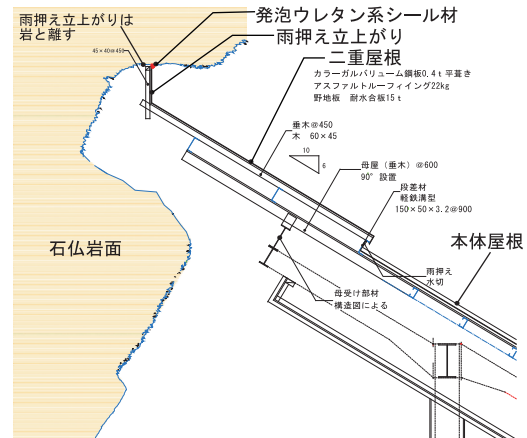 雨押え立上がりは
岩と離す
45×40@450
発泡ウレタン系シール材
雨押え立上がり
二重屋根
カラーガルバリューム鋼板0.4t平葺き
アスファルトルーフィイング22kg
野地板 耐水合板15t
垂木@450
木 60×45
10
6
母屋(垂木)@600
90°設置
段差材
軽鉄溝型
150×50×3.2@900
石仏岩面
本体屋根
雨押え
水切
母受け部材
構造図による